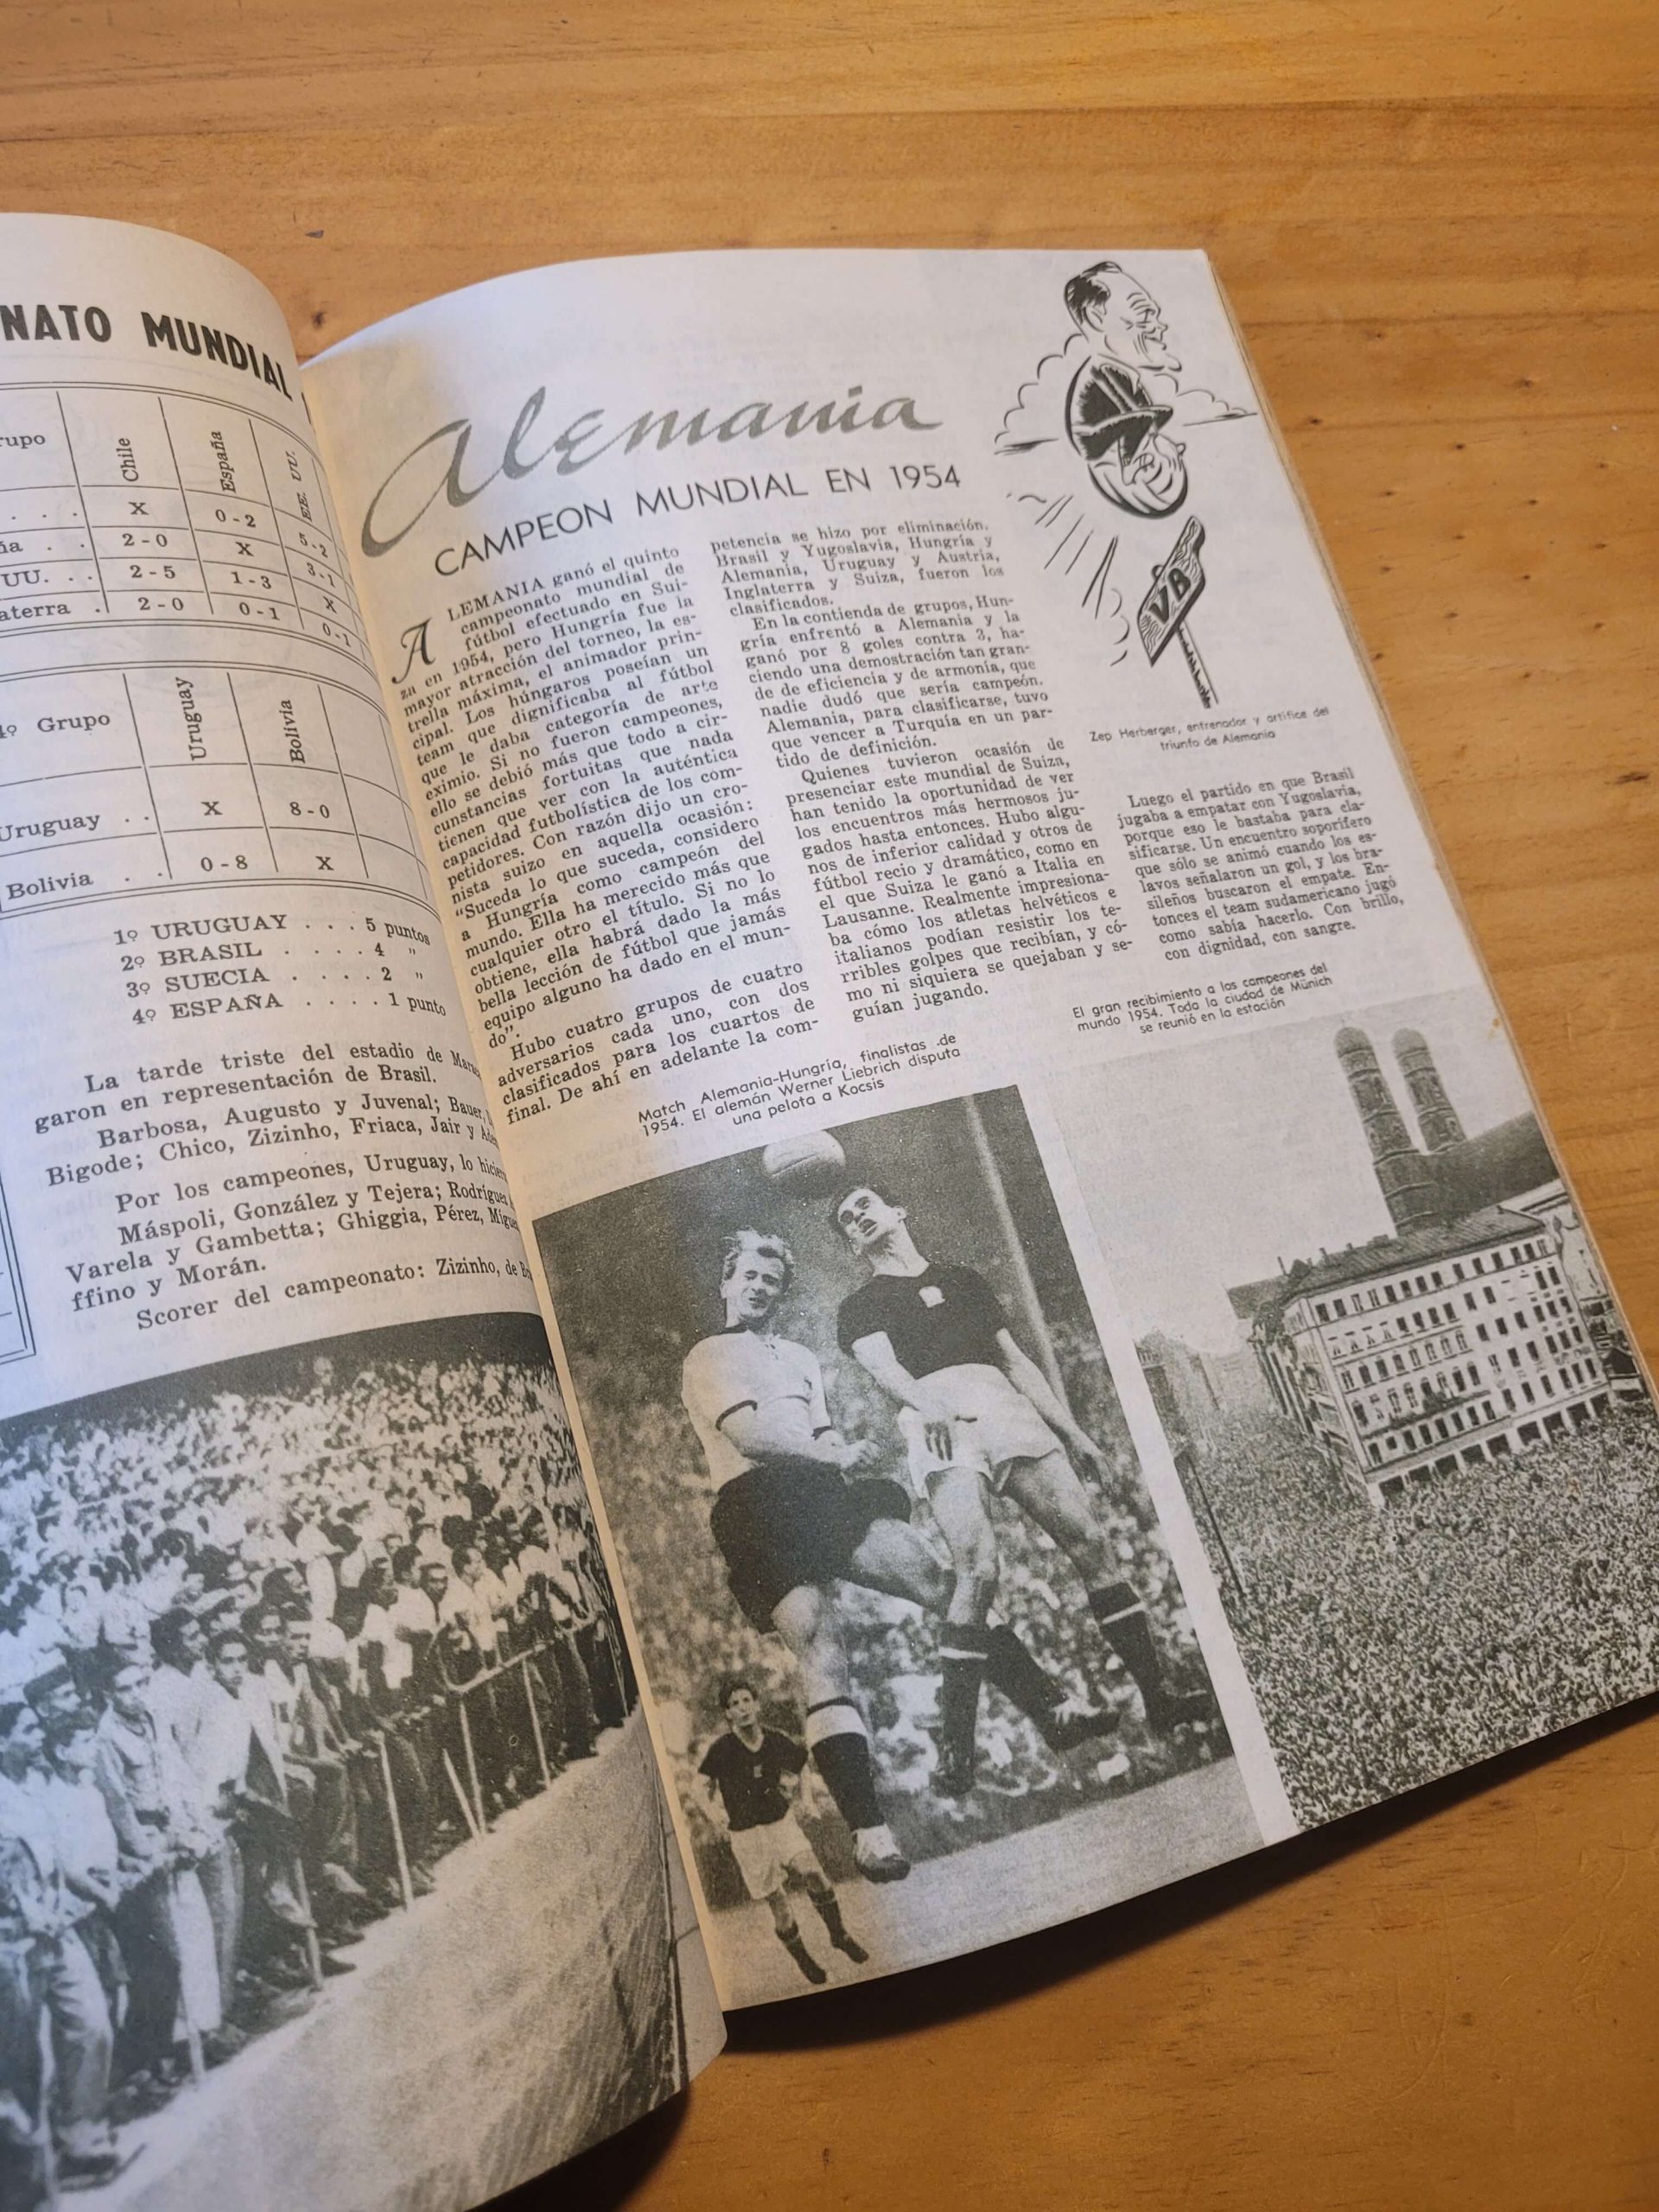 NATO MUNDIAL
Chile
España
EE. UU.
X
0-2
5-2
2-0
X
3-1
UU. . .
2-5
1-3
X
aterra .
2-0
0-1
0-1
Grupo
Uruguay
Bolivia
Uruguay . .
X
8-0
Bolivia . .
0-8
X
1º URUGUAY . . . 5 puntos
2º BRASIL . . . . 4 "
3º SUECIA . . . . 2 "
4º ESPAÑA . . . . 1 punto
La tarde triste del estadio de
garon en representación de Brasil.
Barbosa, Augusto y Juvenal; Bauer,
Bigode; Chico, Zizinho, Friaca, Jair y
Por los campeones, Uruguay, lo
Máspoli, González y Tejera; Rodríguez
Varela y Gambetta; Ghiggia, Pérez,
ffino y Morán.
Scorer del campeonato: Zizinho, de
Alemania
CAMPEON MUNDIAL EN 1954
ALEMANIA ganó el quinto
campeonato mundial de
fútbol efectuado en Sui-
za en 1954, pero Hungría fue la
mayor atracción del torneo, la es-
trella máxima, el animador prin-
cipal. Los húngaros poseían un
team que dignificaba al fútbol
que le daba categoría de arte
eximio. Si no fueron campeones,
ello se debió más que todo a cir-
cunstancias fortuitas que nada
tienen que ver con la auténtica
capacidad futbolística de los com-
petidores. Con razón dijo un cro-
nista suizo en aquella ocasión:
"Suceda lo que suceda, considero
a Hungría como campeón del
mundo. Ella ha merecido más que
cualquier otro el título. Si no lo
obtiene, ella habrá dado la más
bella lección de fútbol que jamás
equipo alguno ha dado en el mun-
do".
Hubo cuatro grupos de cuatro
adversarios cada uno, con dos
clasificados para los cuartos de
final. De ahí en adelante la com-
petencia se hizo por eliminación.
Brasil y Yugoslavia, Hungría y
Alemania, Uruguay y Austria,
Inglaterra y Suiza, fueron los
clasificados.
En la contienda de grupos, Hun-
gría enfrentó a Alemania y la
ganó por 8 goles contra 3, ha-
ciendo una demostración tan gran-
de de eficiencia y de armonía, que
nadie dudó que sería campeón.
Alemania, para clasificarse, tuvo
que vencer a Turquía en un par-
tido de definición.
Quienes tuvieron ocasión de
presenciar este mundial de Suiza,
han tenido la oportunidad de ver
los encuentros más hermosos ju-
gados hasta entonces. Hubo algu-
nos de inferior calidad y otros de
fútbol recio y dramático, como en
el que Suiza le ganó a Italia en
Lausanne. Realmente impresiona-
ba cómo los atletas helvéticos e
italianos podían resistir los te-
rribles golpes que recibían, y có-
mo ni siquiera se quejaban y se-
guían jugando.
VB
Zep Herberger, entrenador y artífice del
triunfo de Alemania
Luego el partido en que Brasil
jugaba a empatar con Yugoslavia,
porque eso le bastaba para cla-
sificarse. Un encuentro soporífero
que sólo se animó cuando los es-
lavos señalaron un gol, y los bra-
sileños buscaron el empate. En-
tonces el team sudamericano jugó
como sabía hacerlo. Con brillo,
con dignidad, con sangre.
El gran recibimiento a los campeones del
mundo 1954. Toda la ciudad de Münich
se reunió en la estación
Match Alemania-Hungría, finalistas de
1954. El alemán Werner Liebrich disputa
una pelota a Kocsis